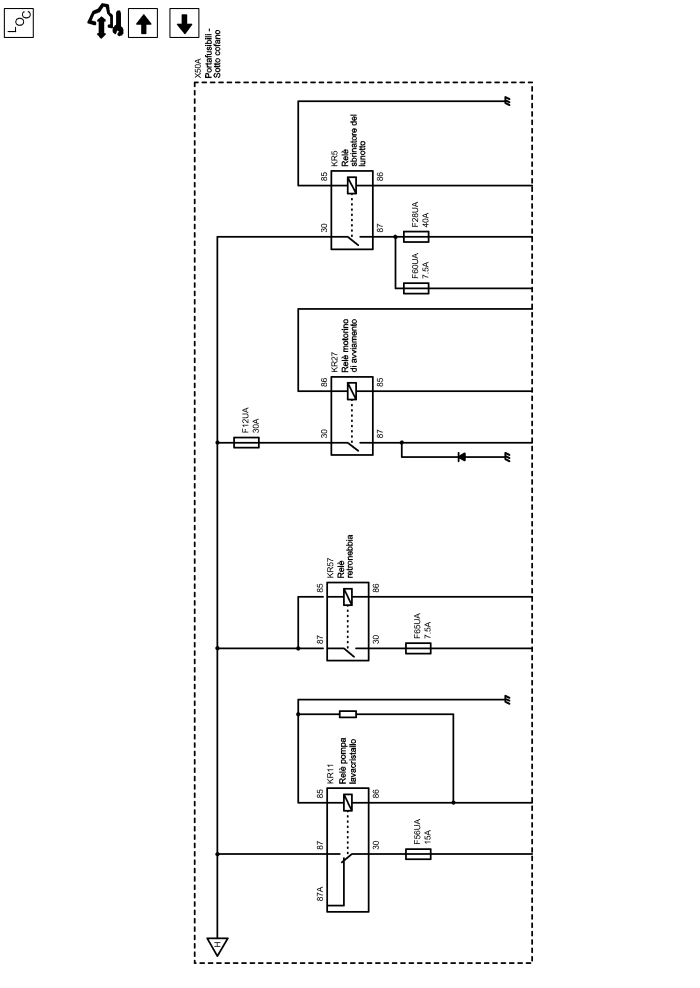 LOC
X50A
Portafusibili -
Sotto cofano
KR5
Relè
sbrinatore del
lunotto
85
86
30
87
F28UA
40A
F60UA
7.5A
KR27
Relè motorino
di avviamento
86
85
30
87
F12UA
30A
KR57
Relè
retronebbia
85
86
87
30
F65UA
7.5A
KR11
Relè pompa
lavacristallo
85
86
87
30
87A
F56UA
15A
H